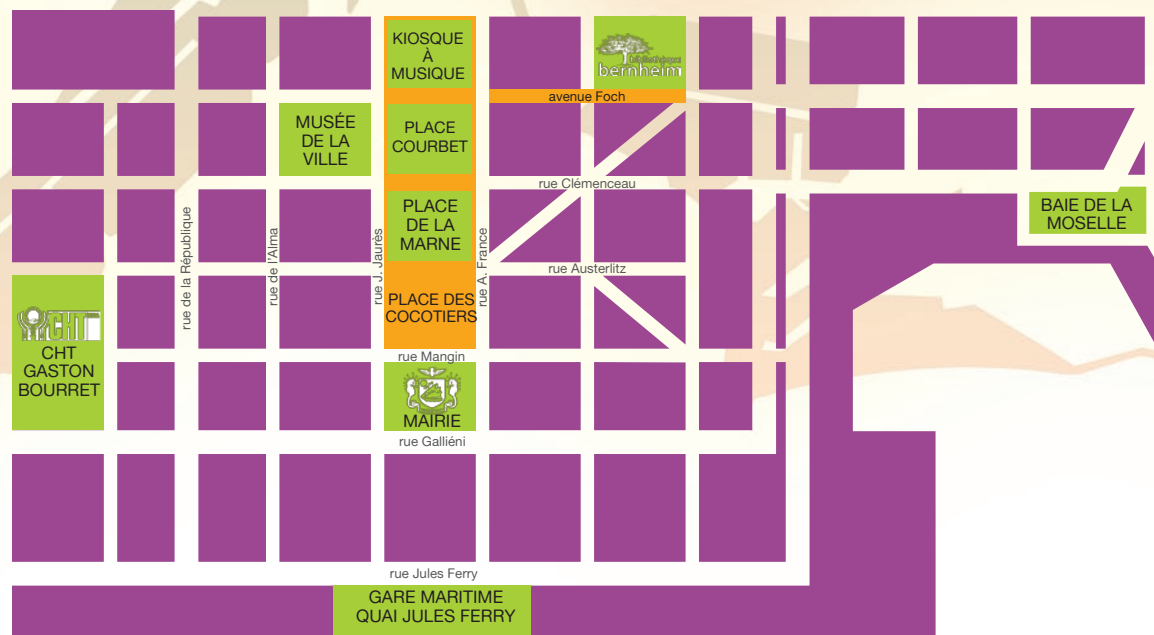 KIOSQUE
À
MUSIQUE
bibliothèque
bernheim
avenue Foch
MUSÉE
DE LA
VILLE
PLACE
COURBET
rue Clémenceau
PLACE
DE LA
MARNE
BAIE DE LA
MOSELLE
rue de la République
rue de l'Alma
rue J. Jaurès
rue A. France
rue Austerlitz
PLACE DES
COCOTIERS
CHT
CHT
GASTON
BOURRET
rue Mangin
MAIRIE
rue Galliéni
rue Jules Ferry
GARE MARITIME
QUAI JULES FERRY